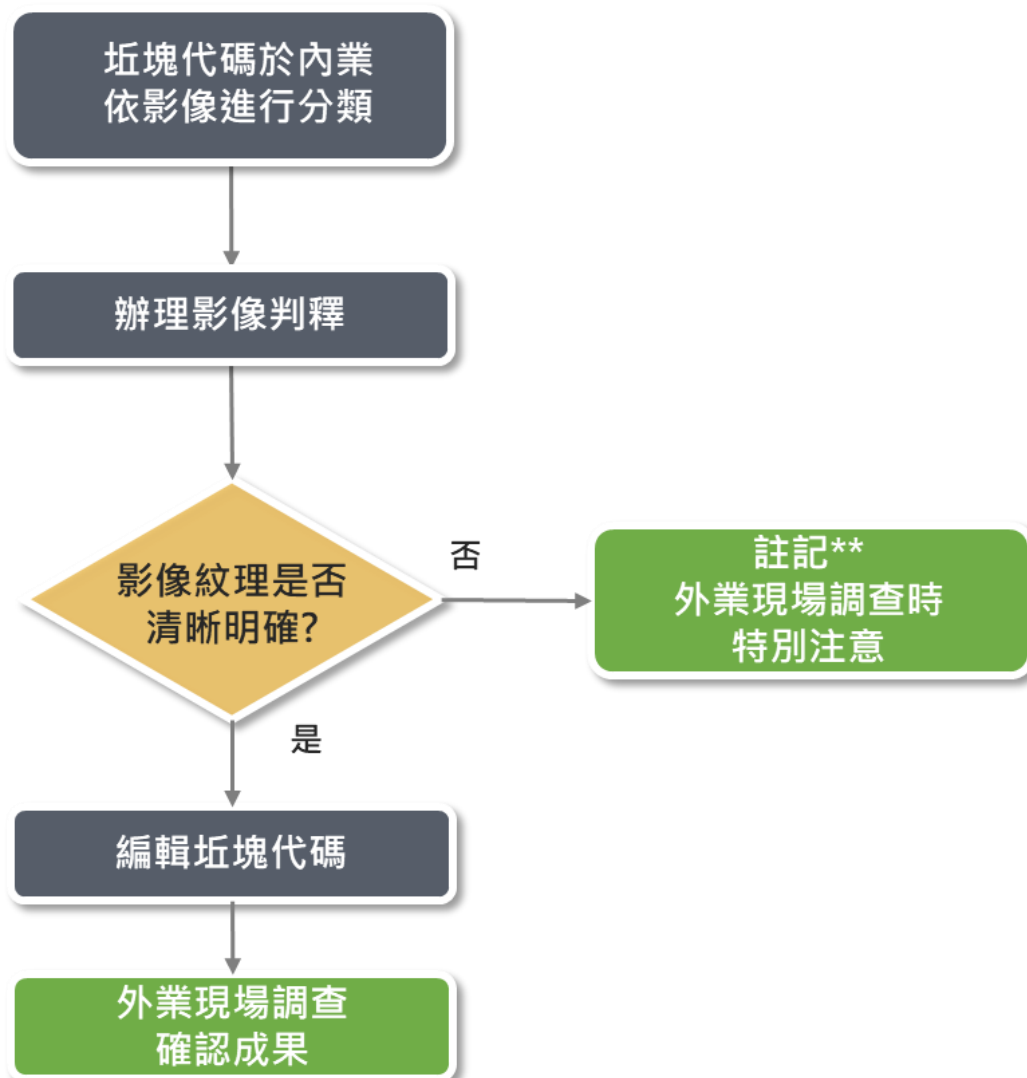 坵塊代碼於內業
依影像進行分類
辦理影像判釋
影像紋理是否
清晰明確?
否
註記**
外業現場調查時
特別注意
是
編輯坵塊代碼
外業現場調查
確認成果